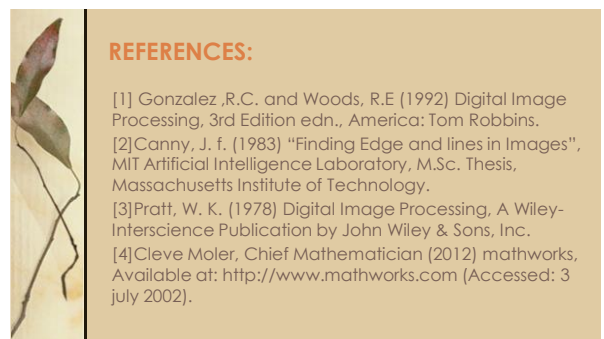 REFERENCES:
[1] Gonzalez ,R.C. and Woods, R.E (1992) Digital Image
Processing, 3rd Edition edn., America: Tom Robbins.
[2]Canny, J. f. (1983) “Finding Edge and lines in Images”,
MIT Artificial Intelligence Laboratory, M.Sc. Thesis,
Massachusetts Institute of Technology.
[3]Pratt, W. K. (1978) Digital Image Processing, A Wiley-
Interscience Publication by John Wiley & Sons, Inc.
[4]Cleve Moler, Chief Mathematician (2012) mathworks,
Available at: http://www.mathworks.com (Accessed: 3
july 2002).